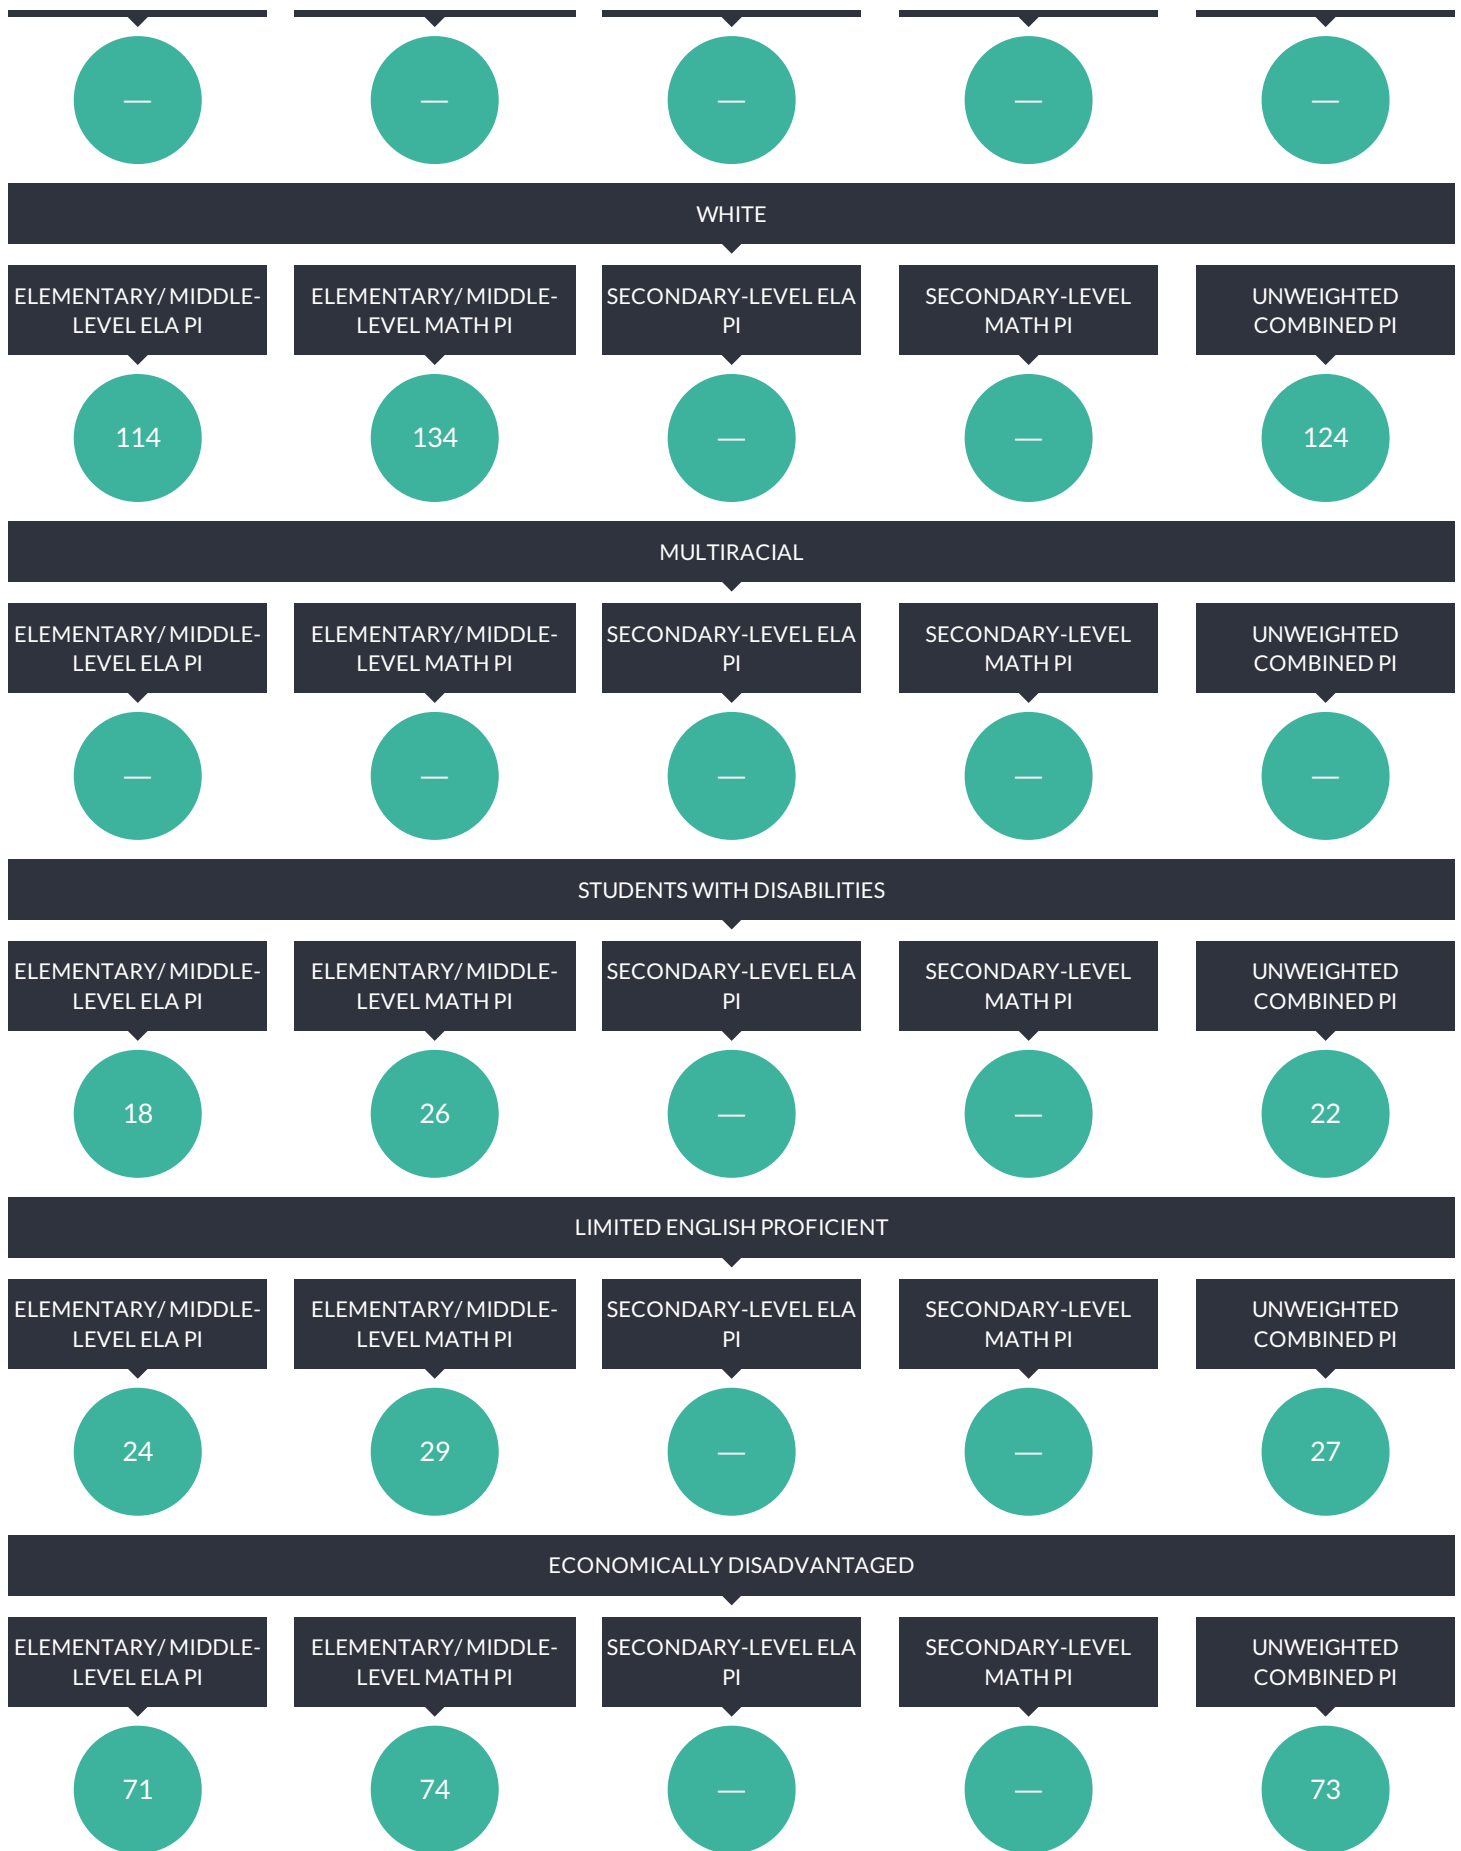 — — — — —
WHITE
ELEMENTARY/ MIDDLE- ELEMENTARY/ MIDDLE- SECONDARY-LEVEL ELA SECONDARY-LEVEL UNWEIGHTED
LEVEL ELA PI LEVEL MATH PI PI MATH PI COMBINED PI
114 134 — — 124
MULTIRACIAL
ELEMENTARY/ MIDDLE- ELEMENTARY/ MIDDLE- SECONDARY-LEVEL ELA SECONDARY-LEVEL UNWEIGHTED
LEVEL ELA PI LEVEL MATH PI PI MATH PI COMBINED PI
— — — — —
STUDENTS WITH DISABILITIES
ELEMENTARY/ MIDDLE- ELEMENTARY/ MIDDLE- SECONDARY-LEVEL ELA SECONDARY-LEVEL UNWEIGHTED
LEVEL ELA PI LEVEL MATH PI PI MATH PI COMBINED PI
18 26 — — 22
LIMITED ENGLISH PROFICIENT
ELEMENTARY/ MIDDLE- ELEMENTARY/ MIDDLE- SECONDARY-LEVEL ELA SECONDARY-LEVEL UNWEIGHTED
LEVEL ELA PI LEVEL MATH PI PI MATH PI COMBINED PI
24 29 — — 27
ECONOMICALLY DISADVANTAGED
ELEMENTARY/ MIDDLE- ELEMENTARY/ MIDDLE- SECONDARY-LEVEL ELA SECONDARY-LEVEL UNWEIGHTED
LEVEL ELA PI LEVEL MATH PI PI MATH PI COMBINED PI
71 74 — — 73